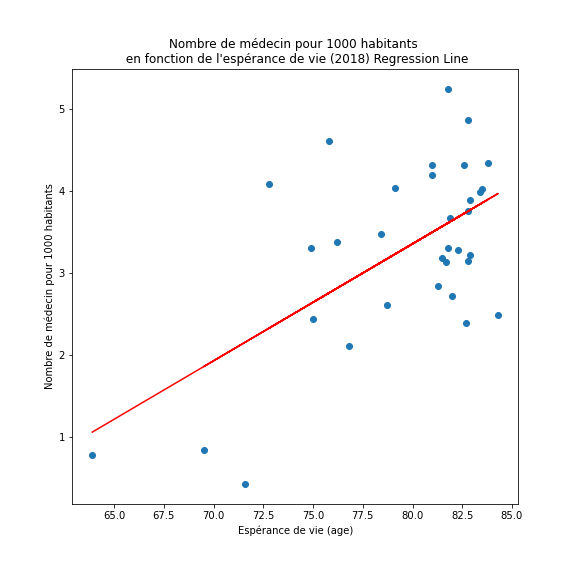 Nombre de médecin pour 1000 habitants
en fonction de l'espérance de vie (2018) Regression Line
Nombre de médecin pour 1000 habitants
5
4
3
2
1
65.0 67.5 70.0 72.5 75.0 77.5 80.0 82.5 85.0
Espérance de vie (age)